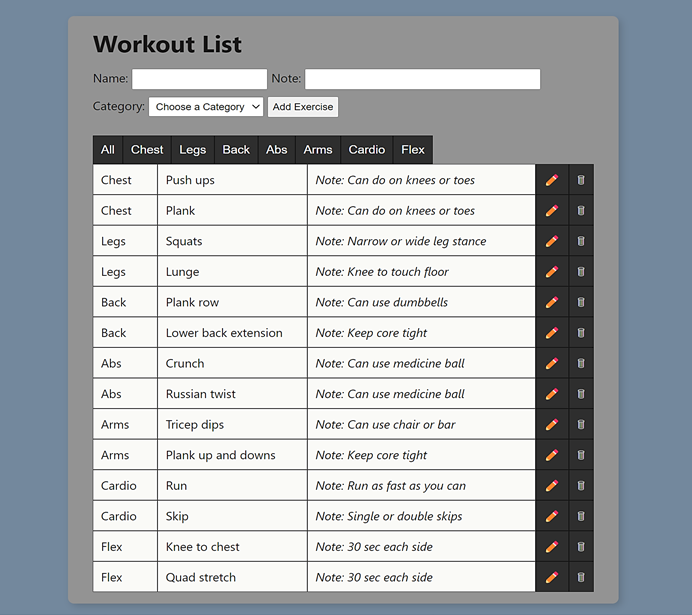 Workout List
Name: Note:
Category: Choose a Category Add Exercise
All Chest Legs Back Abs Arms Cardio Flex
Chest Push ups Note: Can do on knees or toes
Chest Plank Note: Can do on knees or toes
Legs Squats Note: Narrow or wide leg stance
Legs Lunge Note: Knee to touch floor
Back Plank row Note: Can use dumbbells
Back Lower back extension Note: Keep core tight
Abs Crunch Note: Can use medicine ball
Abs Russian twist Note: Can use medicine ball
Arms Tricep dips Note: Can use chair or bar
Arms Plank up and downs Note: Keep core tight
Cardio Run Note: Run as fast as you can
Cardio Skip Note: Single or double skips
Flex Knee to chest Note: 30 sec each side
Flex Quad stretch Note: 30 sec each side